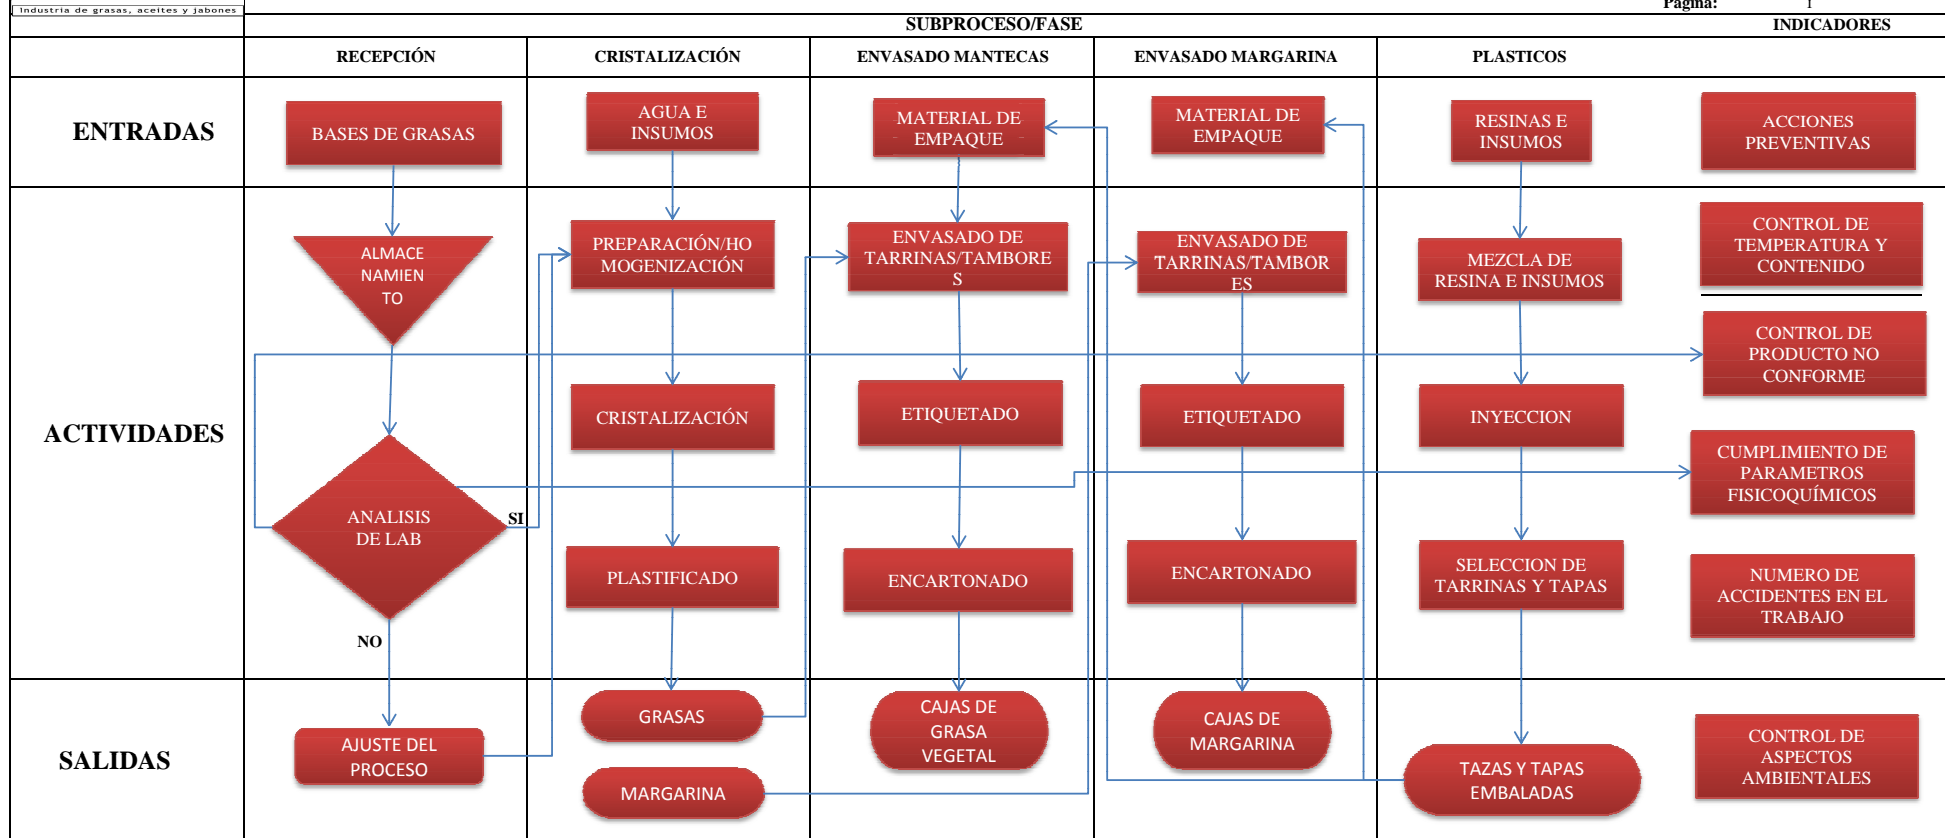 Industria de grasas, aceites y jabones
Página: 1
SUBPROCESO/FASE
INDICADORES
RECEPCIÓN
CRISTALIZACIÓN
ENVASADO MANTECAS
ENVASADO MARGARINA
PLASTICOS
ENTRADAS
BASES DE GRASAS
AGUA E
INSUMOS
MATERIAL DE
EMPAQUE
MATERIAL DE
EMPAQUE
RESINAS E
INSUMOS
ACCIONES
PREVENTIVAS
ACTIVIDADES
ALMACE
NAMIEN
TO
ANALISIS
DE LAB
SI
NO
PREPARACIÓN/HO
MOGENIZACIÓN
CRISTALIZACIÓN
PLASTIFICADO
ENVASADO DE
TARRINAS/TAMBORE
S
ETIQUETADO
ENCARTONADO
ENVASADO DE
TARRINAS/TAMBOR
ES
ETIQUETADO
ENCARTONADO
MEZCLA DE
RESINA E INSUMOS
INYECCION
SELECCION DE
TARRINAS Y TAPAS
CONTROL DE
TEMPERATURA Y
CONTENIDO
CONTROL DE
PRODUCTO NO
CONFORME
CUMPLIMIENTO DE
PARAMETROS
FISICOQUÍMICOS
NUMERO DE
ACCIDENTES EN EL
TRABAJO
SALIDAS
AJUSTE DEL
PROCESO
GRASAS
MARGARINA
CAJAS DE
GRASA
VEGETAL
CAJAS DE
MARGARINA
TAZAS Y TAPAS
EMBALADAS
CONTROL DE
ASPECTOS
AMBIENTALES